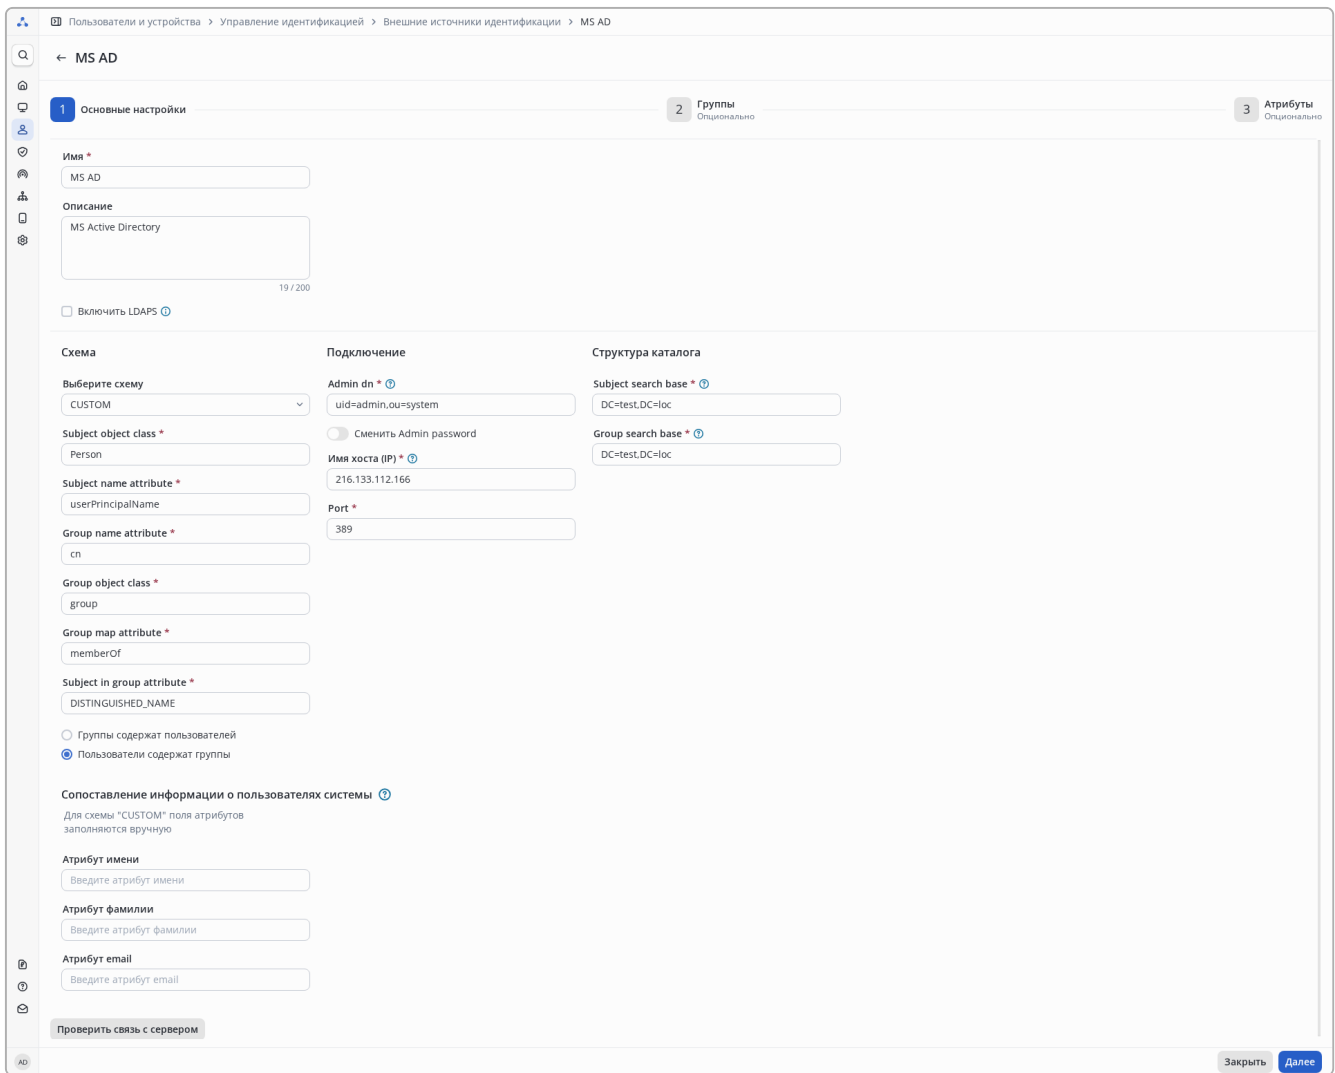 Пользователи и устройства > Управление идентификацией > Внешние источники идентификации > MS AD
MS AD
1 Основные настройки
2 Группы
Опционально
3 Атрибуты
Опционально
Имя *
MS AD
Описание
MS Active Directory
19 / 200
Включить LDAPS
Схема
Выберите схему
CUSTOM
Subject object class *
Person
Subject name attribute *
userPrincipalName
Group name attribute *
cn
Group object class *
group
Group map attribute *
memberOf
Subject in group attribute *
DISTINGUISHED_NAME
Группы содержат пользователей
Пользователи содержат группы
Подключение
Admin dn *
uid=admin,ou=system
Сменить Admin password
Имя хоста (IP) *
216.133.112.166
Port *
389
Структура каталога
Subject search base *
DC=test,DC=loc
Group search base *
DC=test,DC=loc
Сопоставление информации о пользователях системы
Для схемы "CUSTOM" поля атрибутов
заполняются вручную
Атрибут имени
Введите атрибут имени
Атрибут фамилии
Введите атрибут фамилии
Атрибут email
Введите атрибут email
Проверить связь с сервером
AD
Закрыть
Далее